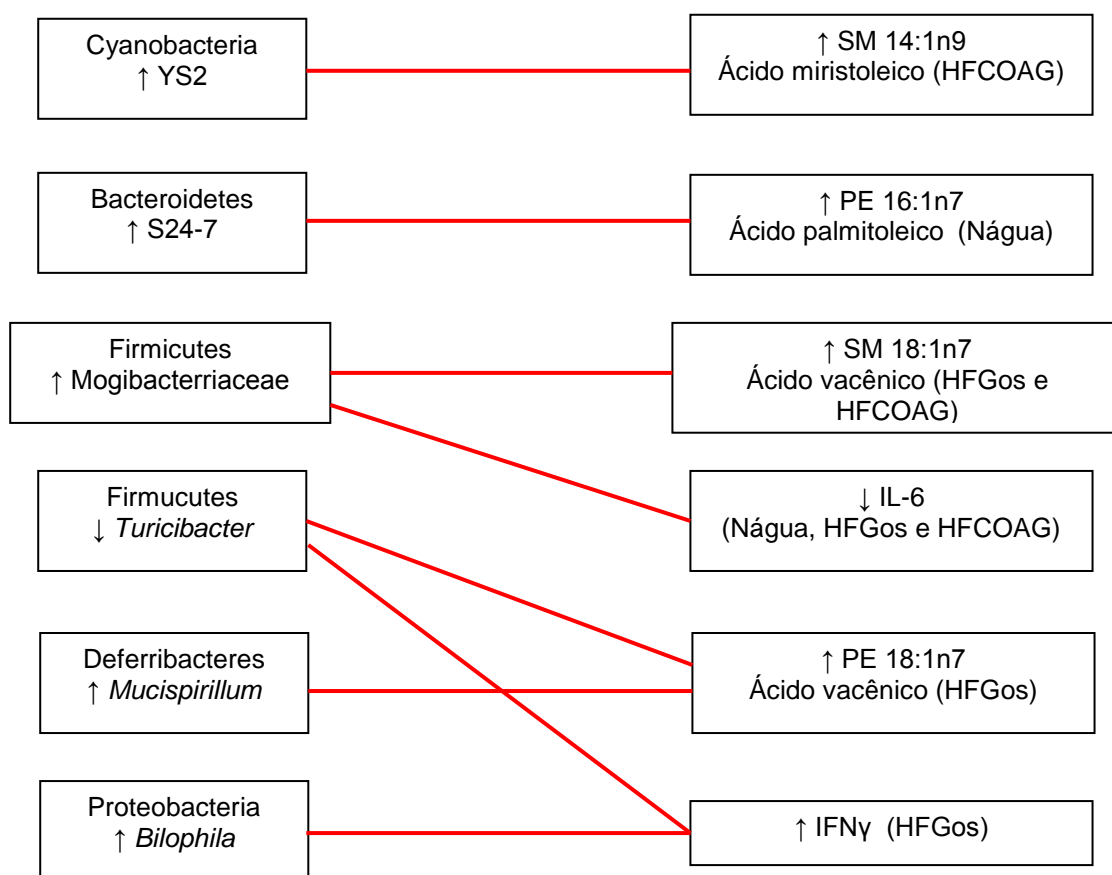 Cyanobacteria
↑ YS2
↑ SM 14:1n9
Ácido miristoleico (HFCOAG)
Bacteroidetes
↑ S24-7
↑ PE 16:1n7
Ácido palmitoleico (Nágua)
Firmicutes
↑ Mogibacterriaceae
↑ SM 18:1n7
Ácido vacênico (HFGos e
HFCOAG)
Firmucutes
↓ Turicibacter
↓ IL-6
(Nágua, HFGos e HFCOAG)
Deferribacteres
↑ Mucispirillum
↑ PE 18:1n7
Ácido vacênico (HFGos)
Proteobacteria
↑ Bilophila
↑ IFNγ (HFGos)